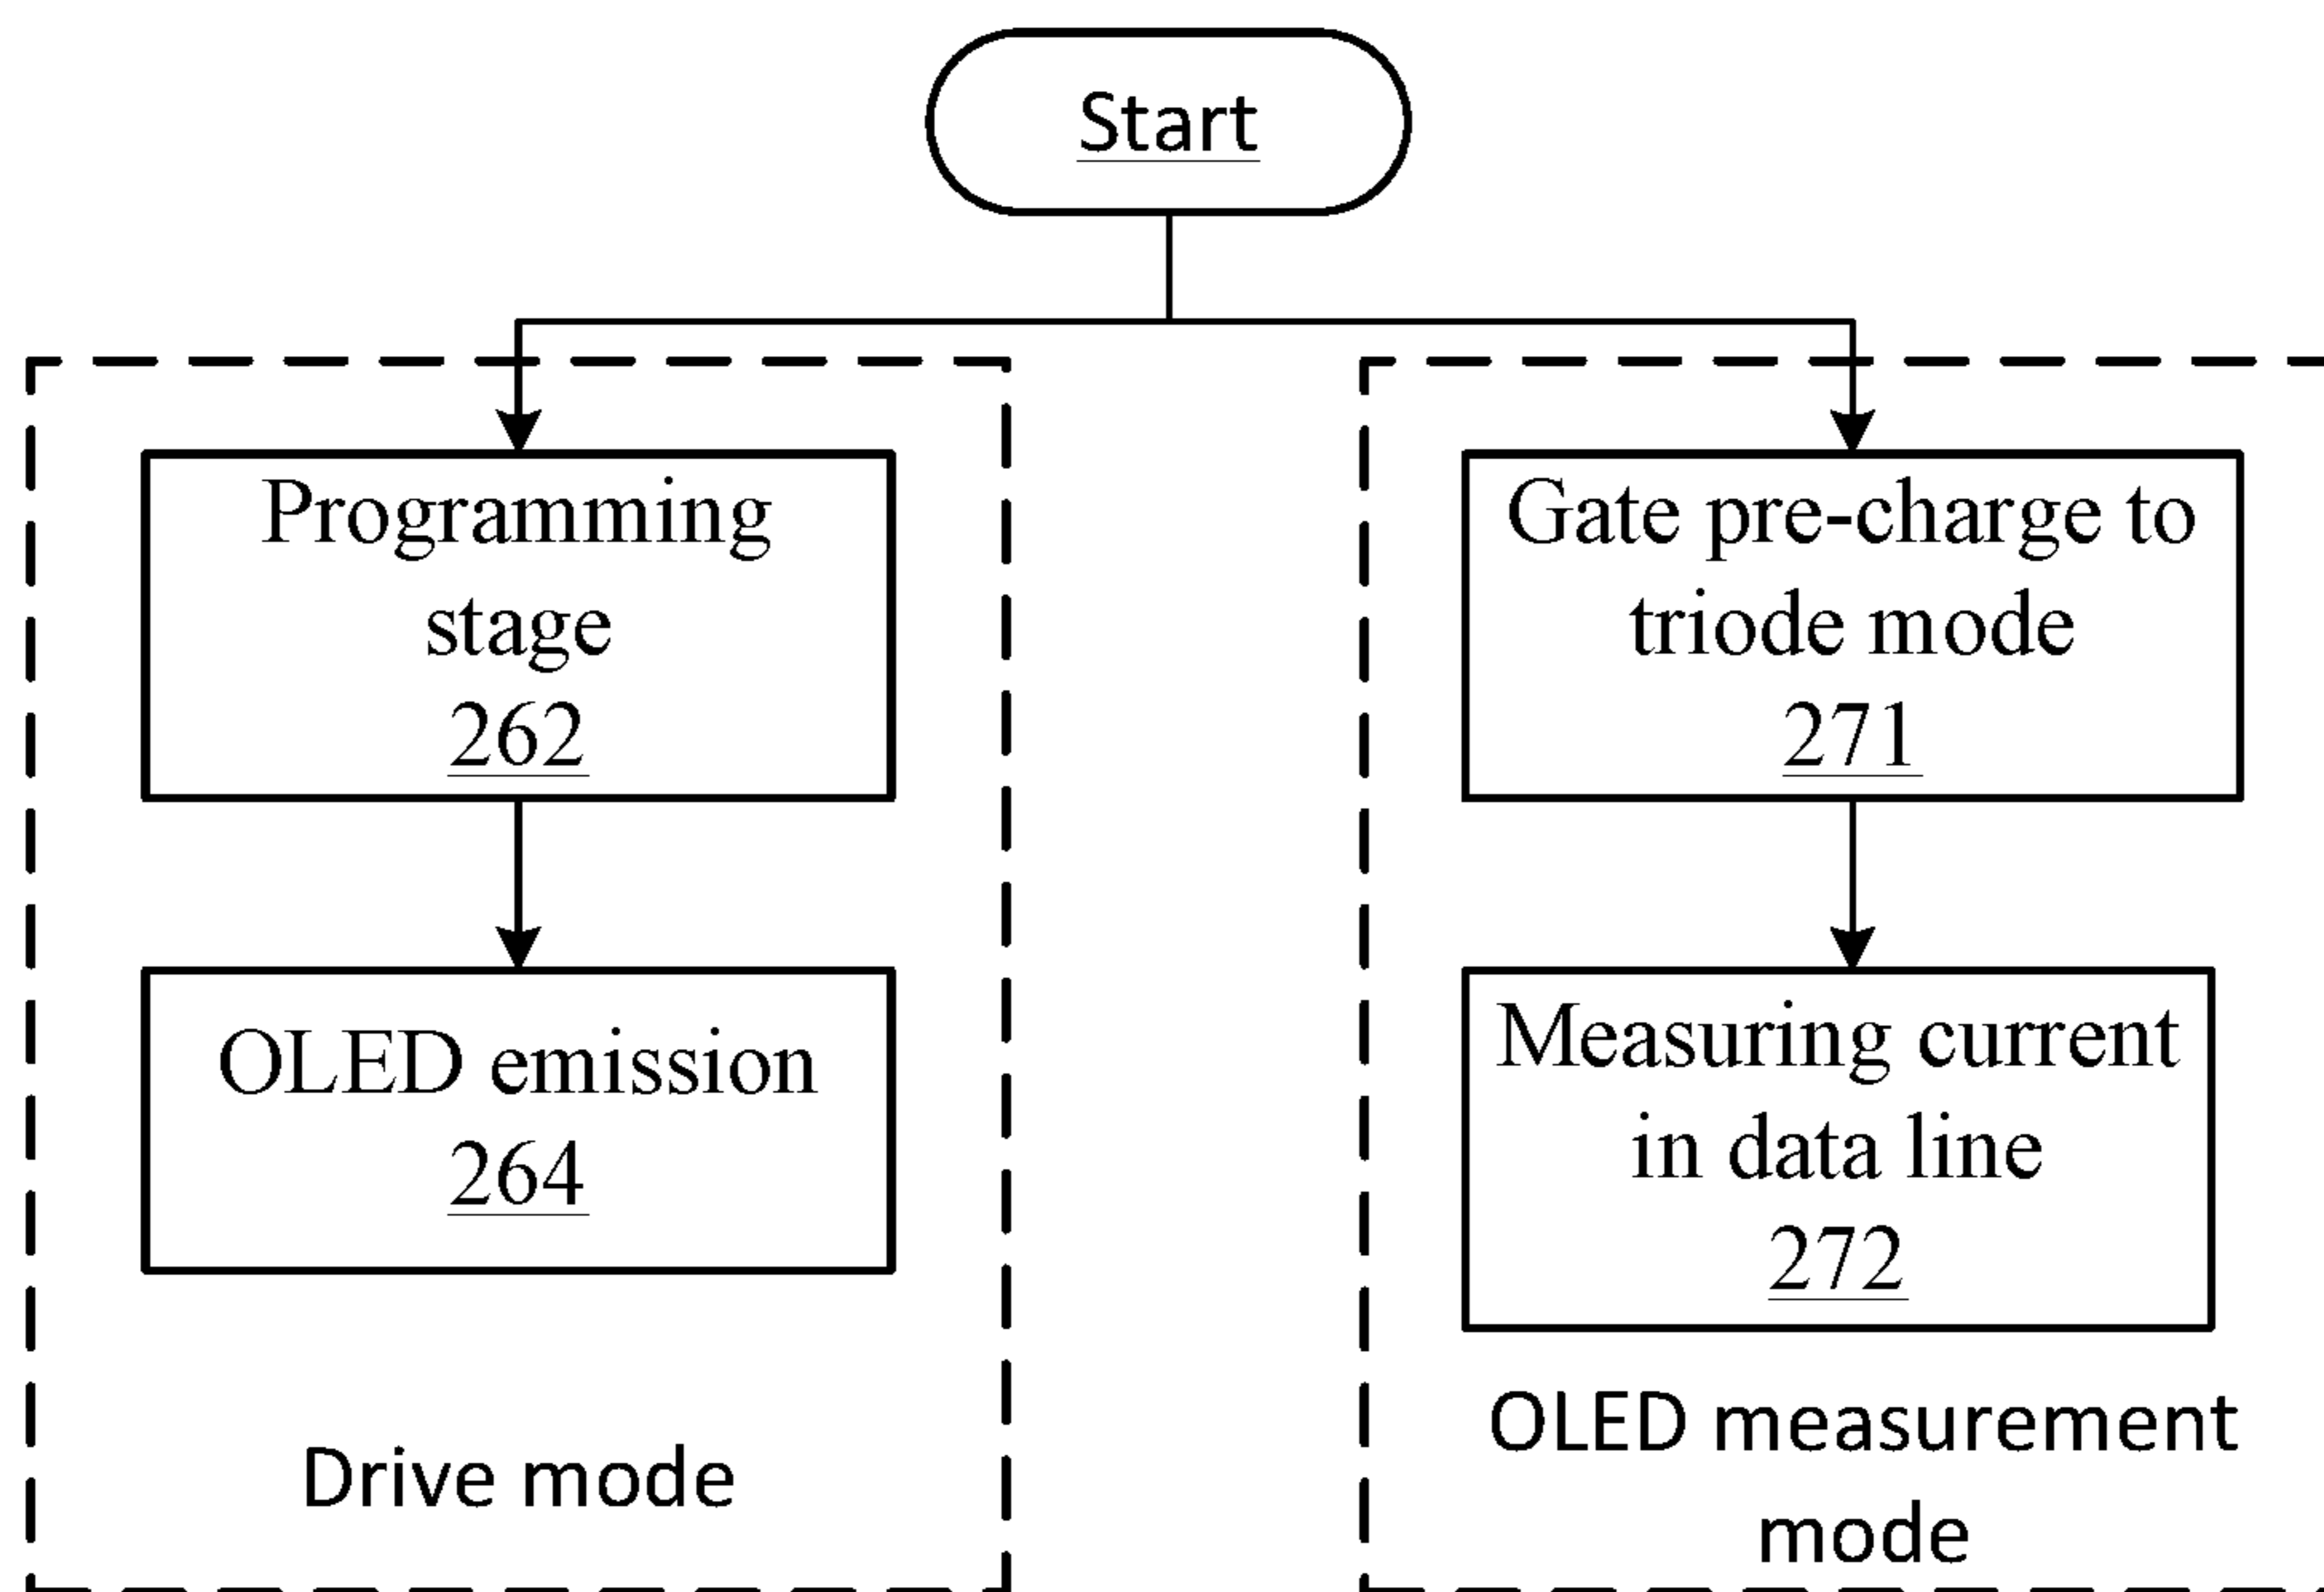 Start
Programming
stage
262
OLED emission
264
Drive mode
Gate pre-charge to
triode mode
271
Measuring current
in data line
272
OLED measurement
mode